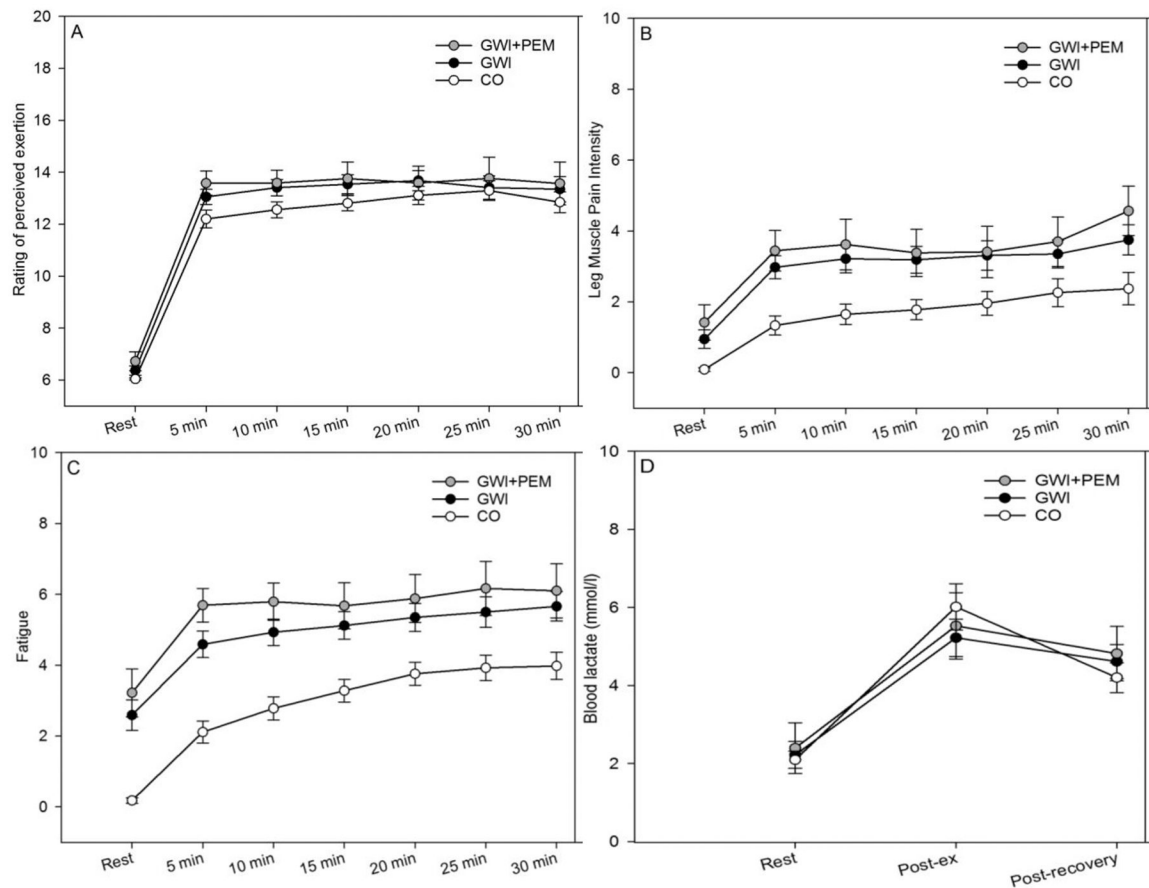 A
GWI+PEM
GWI
CO
Rating of perceived exertion
20
18
16
14
12
10
8
6
Rest
5 min
10 min
15 min
20 min
25 min
30 min
B
GWI+PEM
GWI
CO
Leg Muscle Pain Intensity
10
8
6
4
2
0
Rest
5 min
10 min
15 min
20 min
25 min
30 min
C
GWI+PEM
GWI
CO
Fatigue
10
8
6
4
2
0
Rest
5 min
10 min
15 min
20 min
25 min
30 min
D
GWI+PEM
GWI
CO
Blood lactate (mmol/l)
10
8
6
4
2
0
Rest
Post-ex
Post-recovery